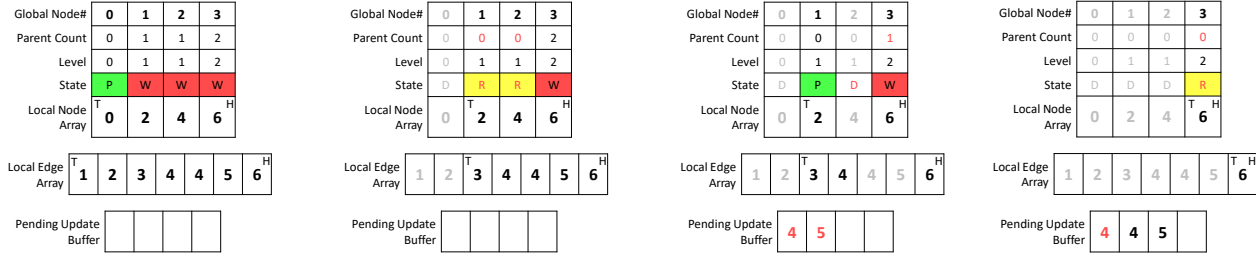 Global Node# 0 1 2 3
Parent Count 0 1 1 2
Level 0 1 1 2
State P W W W
Local Node Array T 0 2 4 6 H
Local Edge Array T 1 2 3 4 4 5 6 H
Pending Update Buffer
Global Node# 0 1 2 3
Parent Count 0 0 0 2
Level 0 1 1 2
State D R R W
Local Node Array 0 T 2 4 6 H
Local Edge Array 1 2 T 3 4 4 5 6 H
Pending Update Buffer
Global Node# 0 1 2 3
Parent Count 0 0 0 1
Level 0 1 1 2
State D P D W
Local Node Array 0 T 2 4 6 H
Local Edge Array 1 2 T 3 4 4 5 6 H
Pending Update Buffer 4 5
Global Node# 0 1 2 3
Parent Count 0 0 0 0
Level 0 1 1 2
State D D D R
Local Node Array 0 2 4 T 6 H
Local Edge Array 1 2 3 4 4 5 T 6 H
Pending Update Buffer 4 4 5